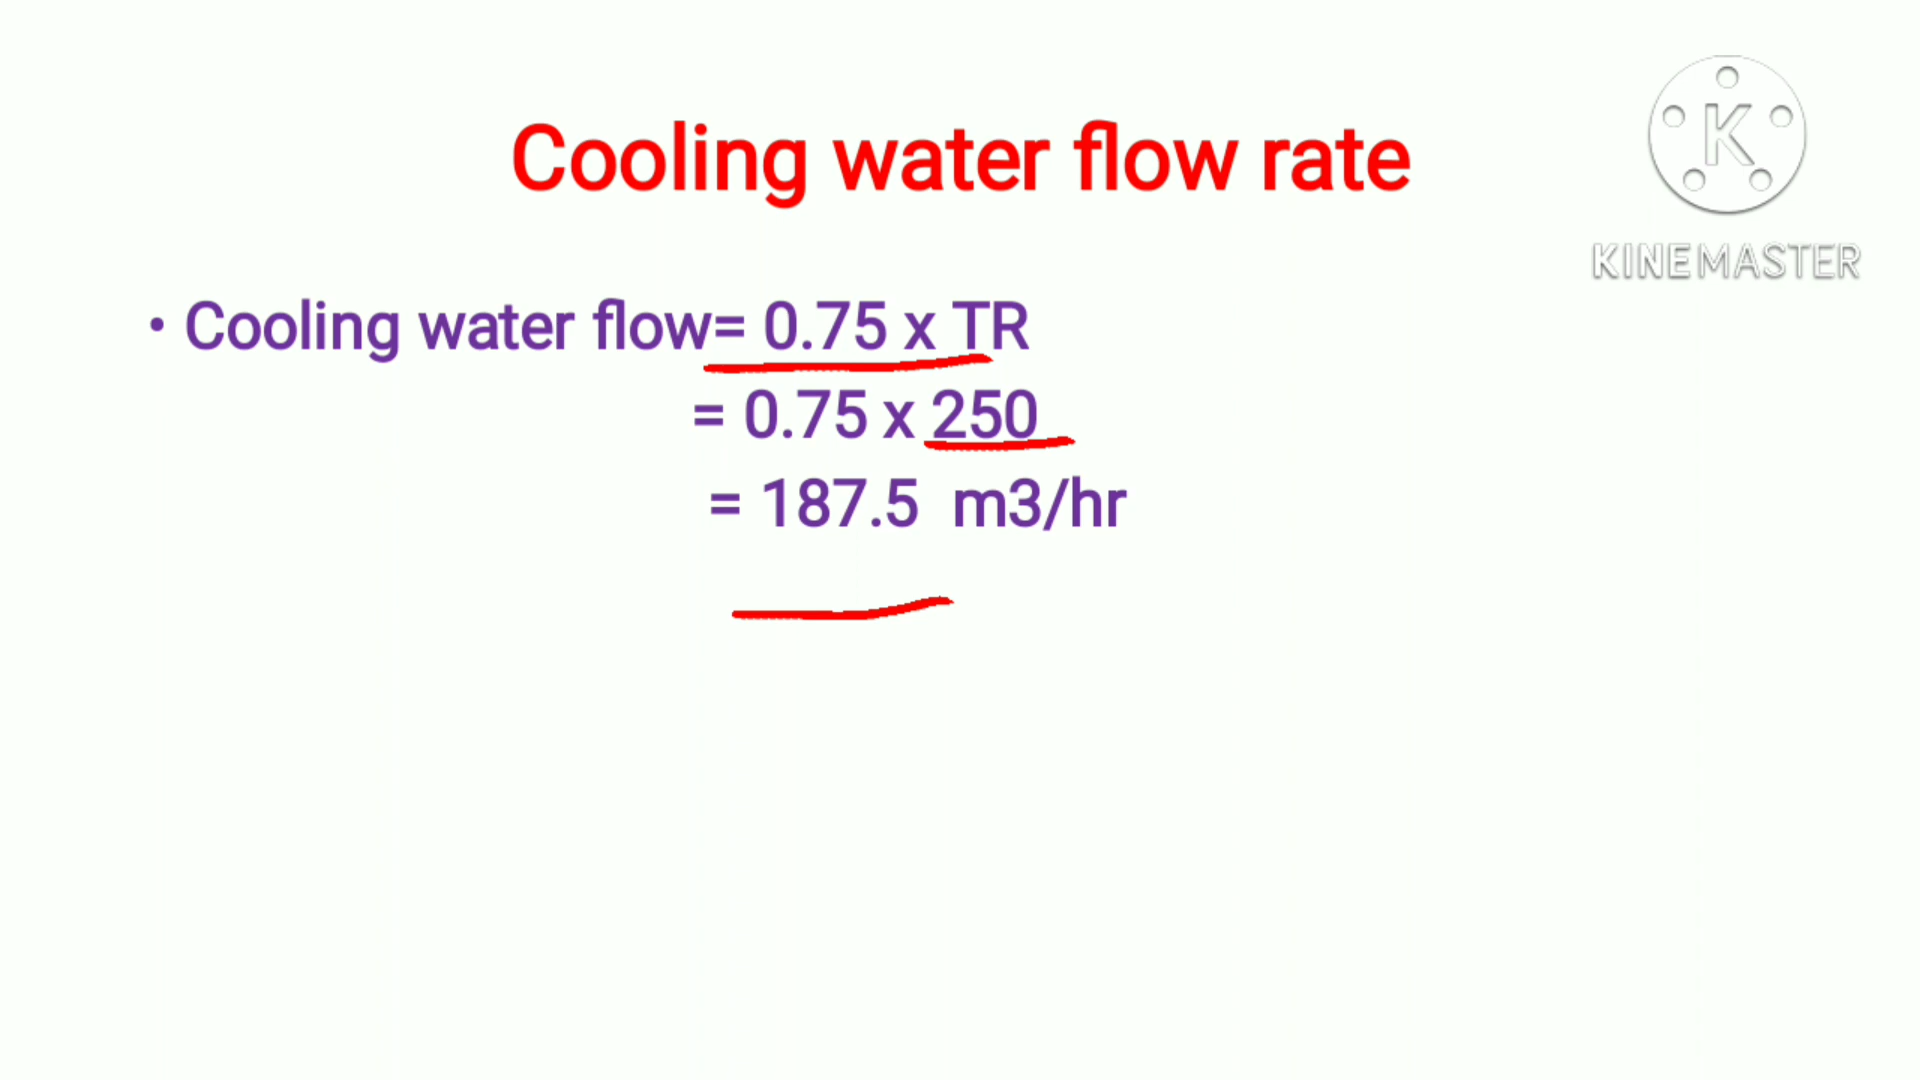 Cooling water flow rate
K
KINEMASTER
• Cooling water flow= 0.75 x TR
= 0.75 x 250
= 187.5  m3/hr